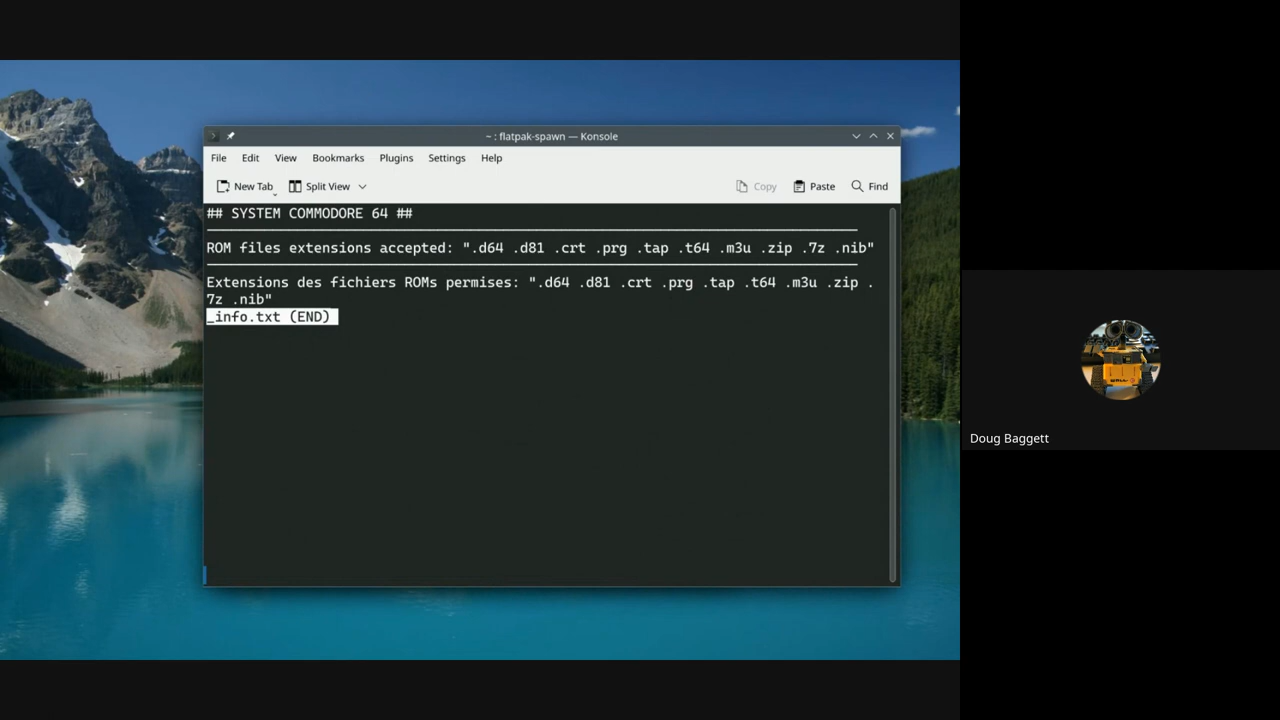 ~ : flatpak-spawn — Konsole
File Edit View Bookmarks Plugins Settings Help
New Tab Split View Copy Paste Find
## SYSTEM COMMODORE 64 ##
ROM files extensions accepted: ".d64 .d81 .crt .prg .tap .t64 .m3u .zip .7z .nib"
Extensions des fichiers ROMs permises: ".d64 .d81 .crt .prg .tap .t64 .m3u .zip .
7z .nib"
_info.txt (END)
Doug Baggett